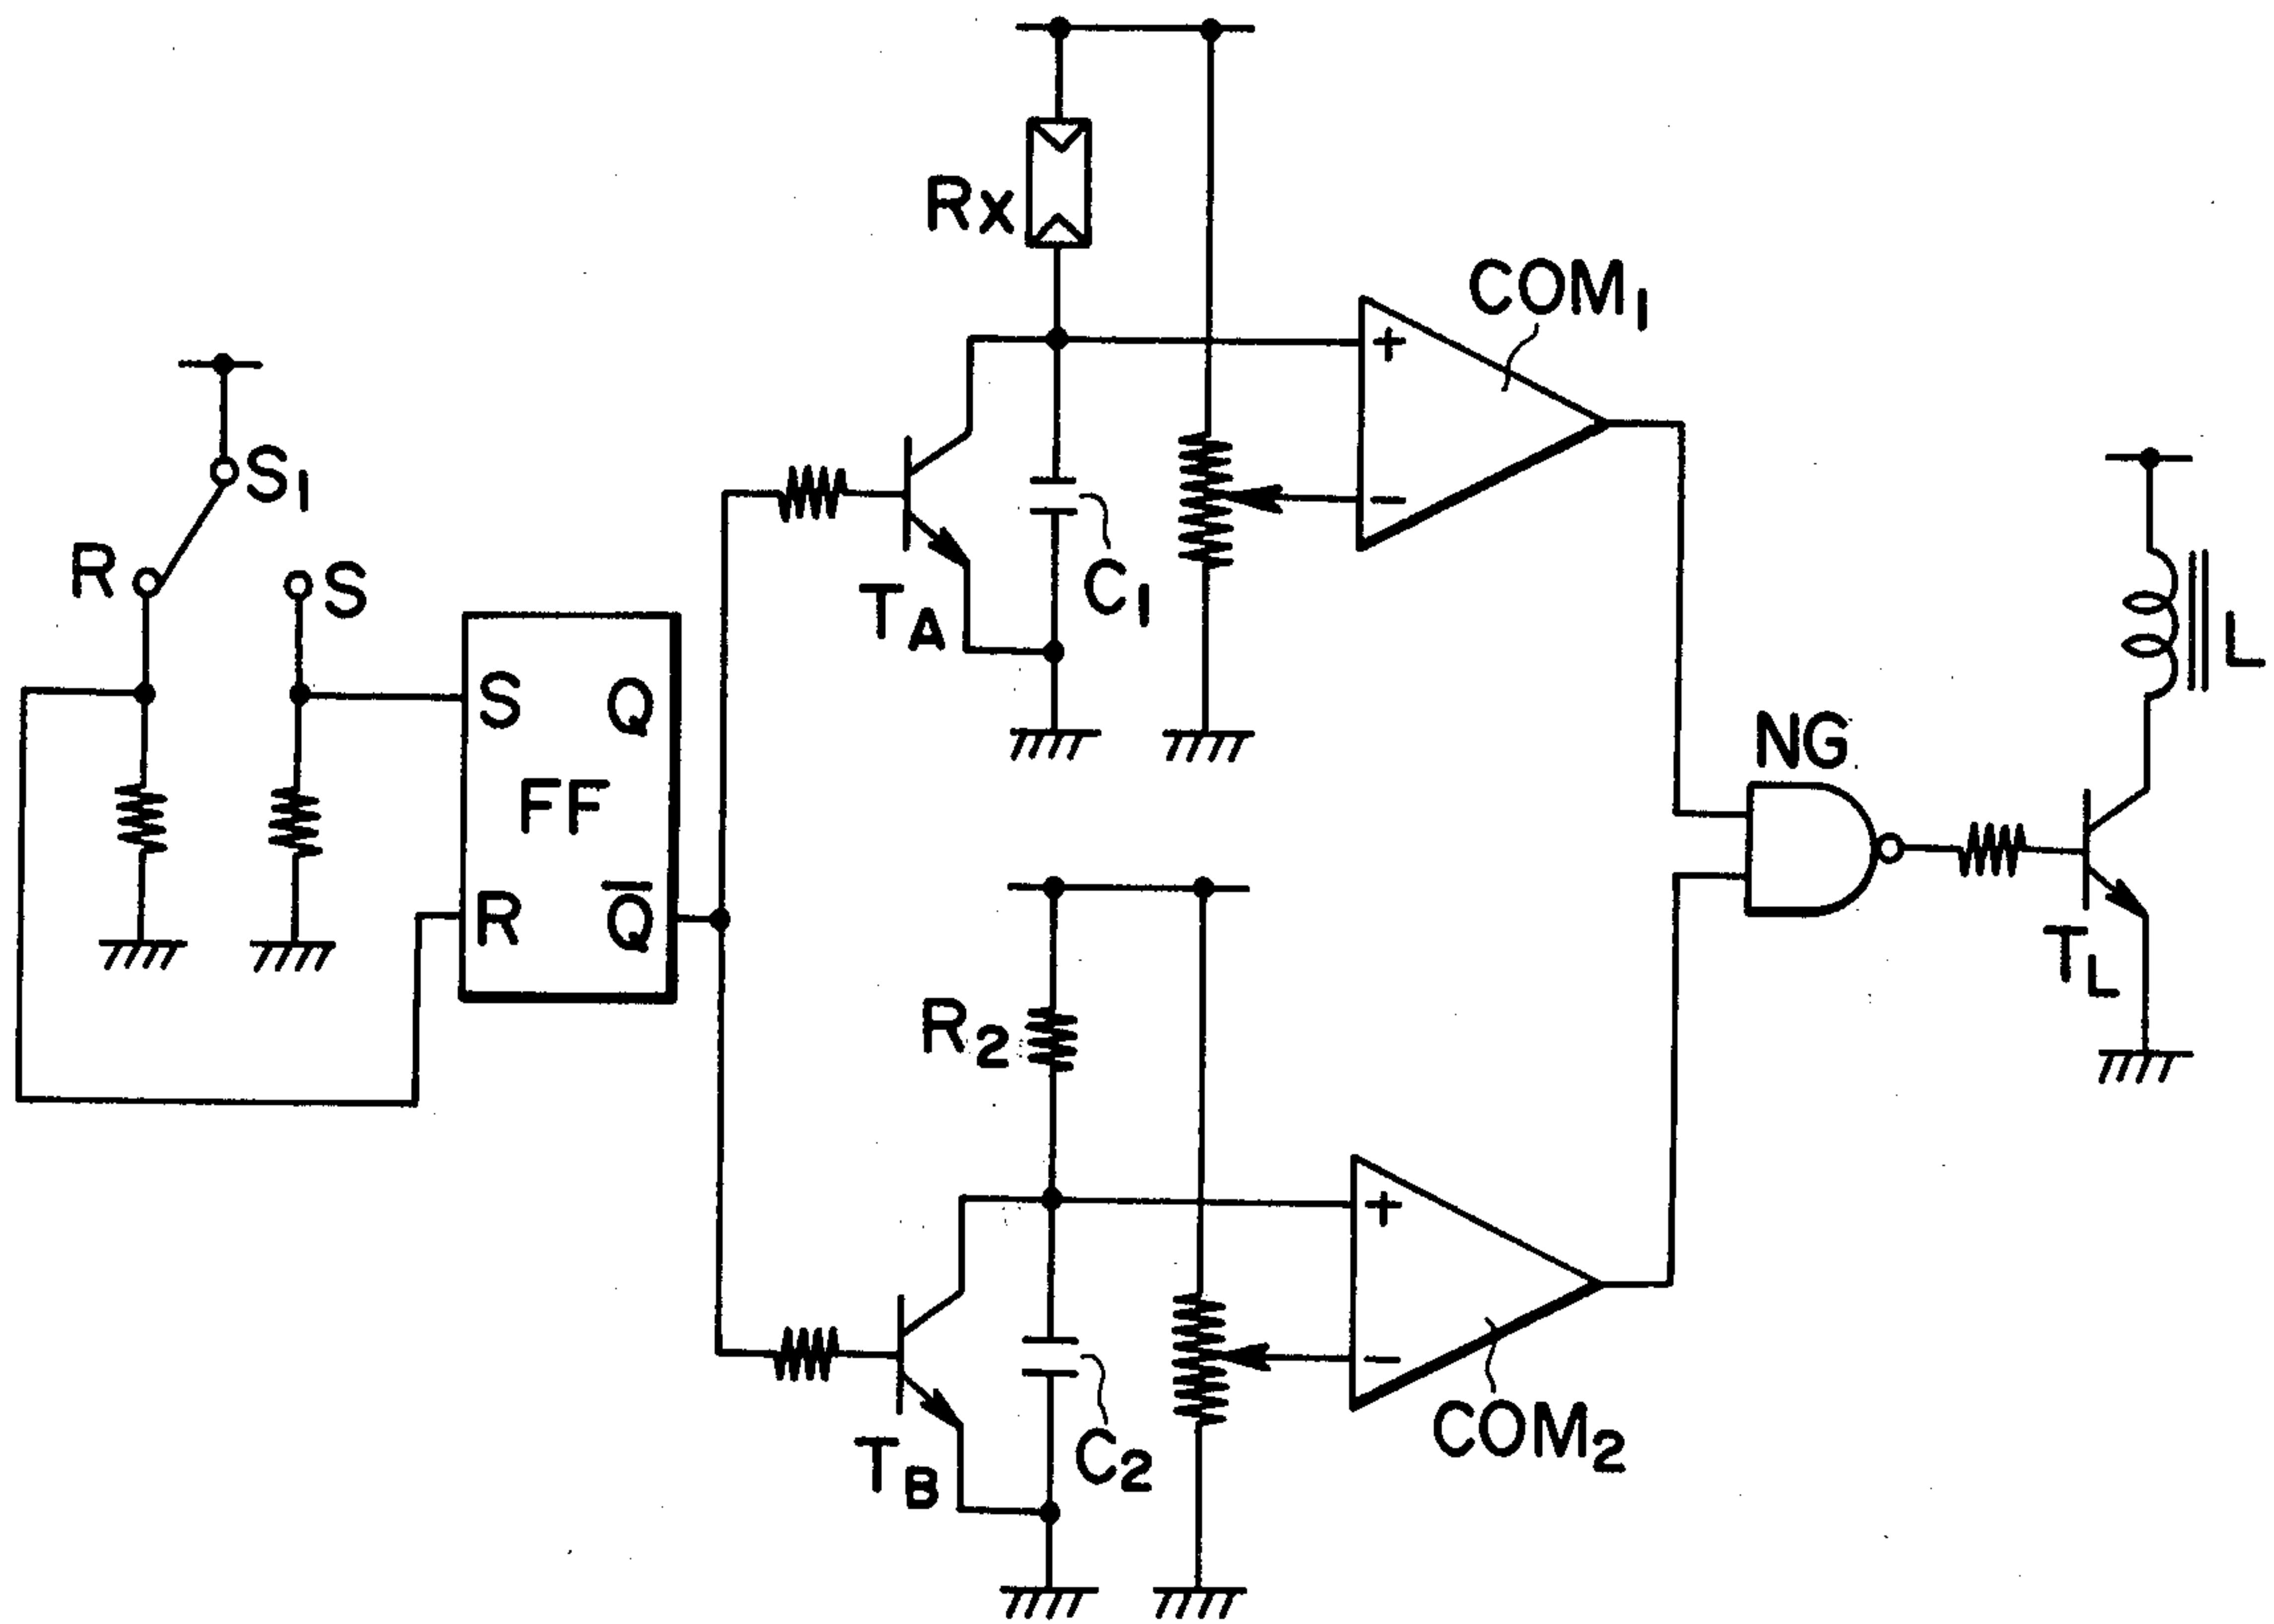 Rx
COM1
+
S1
R
S
−
C1
TA
S
Q
FF
R
Q̅
NG
L
TL
R2
+
−
C2
TB
COM2